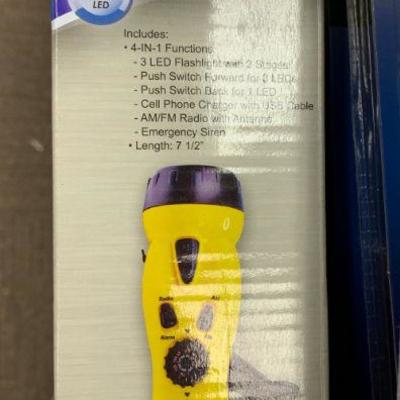 LED
Includes:
• 4-IN-1 Functions
- 3 LED Flashlight with 2 Stages
- Push Switch Forward for 3 LEDs
- Push Switch Back for 1 LED
- Cell Phone Charger with USB Cable
- AM/FM Radio with Antenna
- Emergency Siren
• Length: 7 1/2"
Radio
Alarm